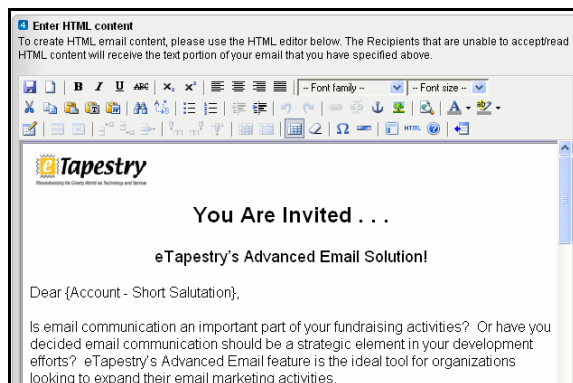 4 Enter HTML content
To create HTML email content, please use the HTML editor below. The Recipients that are unable to accept/read
HTML content will receive the text portion of your email that you have specified above.
B I U ABC x₂ x² -- Font family -- -- Font size --
A ab
Ω HTML
eTapestry
Revolutionizing the Charity World via Technology and Service
You Are Invited . . .
eTapestry's Advanced Email Solution!
Dear {Account - Short Salutation},
Is email communication an important part of your fundraising activities? Or have you
decided email communication should be a strategic element in your development
efforts? eTapestry's Advanced Email feature is the ideal tool for organizations
looking to expand their email marketing activities.